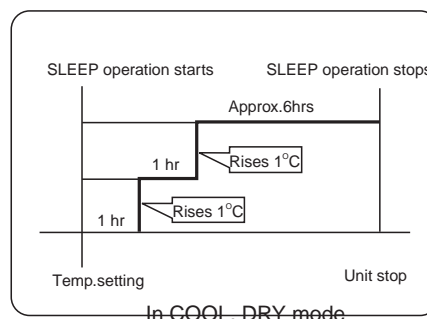 SLEEP operation starts
SLEEP operation stops
Approx.6hrs
1 hr
Rises 1°C
1 hr
Rises 1°C
Temp.setting
Unit stop
In COOL, DRY mode